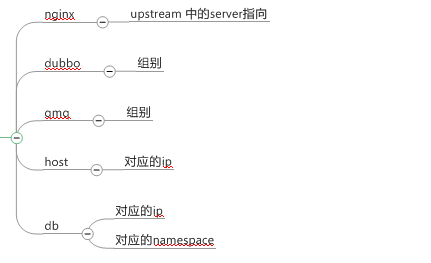 nginx
upstream 中的server指向
dubbo
组别
qmq
组别
host
对应的ip
db
对应的ip
对应的namespace